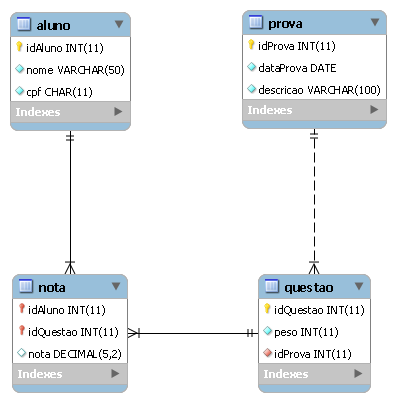 aluno
idAluno INT(11)
nome VARCHAR(50)
cpf CHAR(11)
Indexes
prova
idProva INT(11)
dataProva DATE
descricao VARCHAR(100)
Indexes
nota
idAluno INT(11)
idQuestao INT(11)
nota DECIMAL(5,2)
Indexes
questao
idQuestao INT(11)
peso INT(11)
idProva INT(11)
Indexes